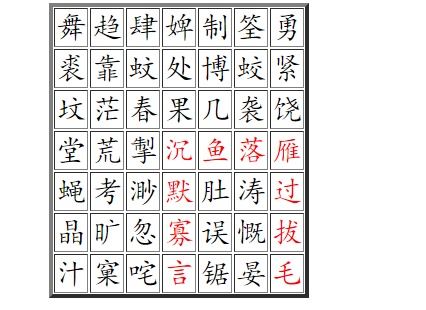 舞趋肆婢制筌勇
裘靠蚊处博蛟紧
坟茫春果几袭饶
堂荒掣沉鱼落雁
蝇考渺默肚涛过
晶旷忽寡误慨拔
汁窠咤言锯晏毛